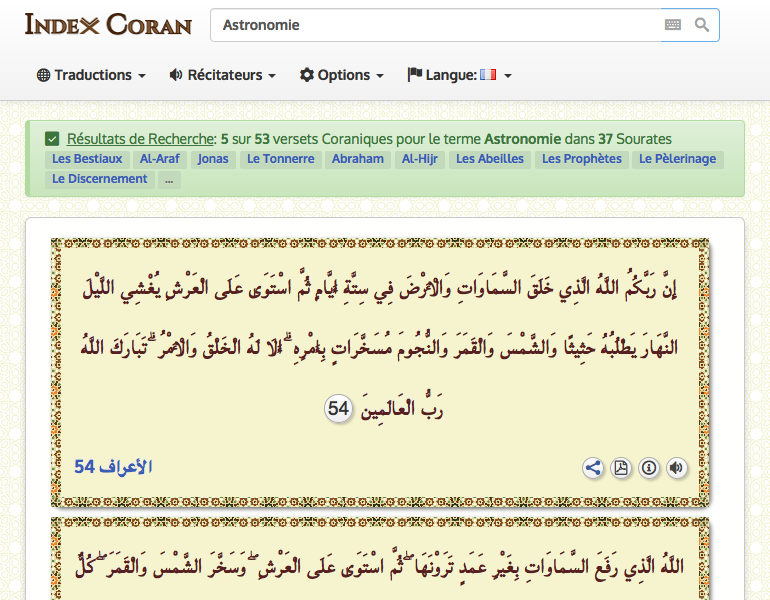 Index Coran
Astronomie
Traductions
Récitateurs
Options
Langue:
Résultats de Recherche: 5 sur 53 versets Coraniques pour le terme Astronomie dans 37 Sourates
Les Bestiaux Al-Araf Jonas Le Tonnerre Abraham Al-Hijr Les Abeilles Les Prophètes Le Pèlerinage
Le Discernement ...
إِنَّ رَبَّكُمُ اللَّهُ الَّذِي خَلَقَ السَّمَاوَاتِ وَالْأَرْضَ فِي سِتَّةِ أَيَّامٍ ثُمَّ اسْتَوَى عَلَى الْعَرْشِ يُغْشِي اللَّيْلَ
النَّهَارَ يَطْلُبُهُ حَثِيثًا وَالشَّمْسَ وَالْقَمَرَ وَالنُّجُومَ مُسَخَّرَاتٍ بِأَمْرِهِ ۗ أَلَا لَهُ الْخَلْقُ وَالْأَمْرُ ۗ تَبَارَكَ اللَّهُ
رَبُّ الْعَالَمِينَ 54
الأعراف 54
اللَّهُ الَّذِي رَفَعَ السَّمَاوَاتِ بِغَيْرِ عَمَدٍ تَرَوْنَهَا ۖ ثُمَّ اسْتَوَى عَلَى الْعَرْشِ ۖ وَسَخَّرَ الشَّمْسَ وَالْقَمَرَ ۖ كُلٌّ